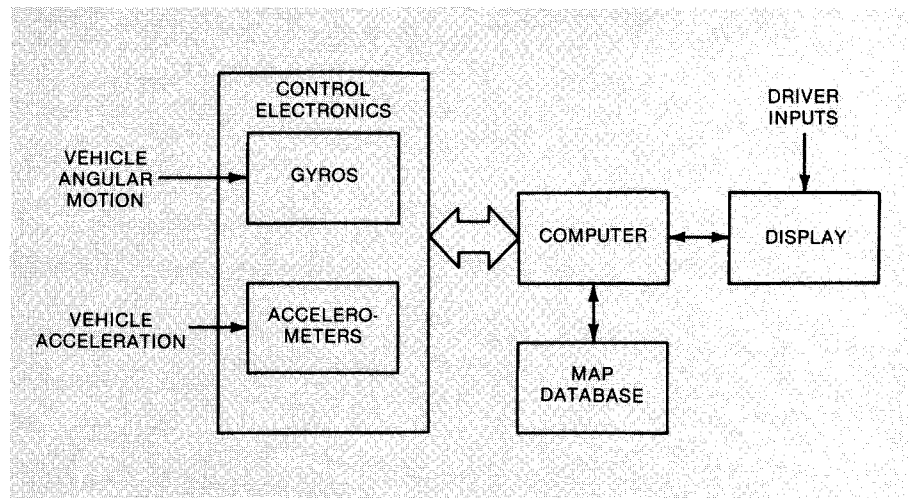 CONTROL
ELECTRONICS
VEHICLE
ANGULAR
MOTION
GYROS
VEHICLE
ACCELERATION
ACCELERO-
METERS
COMPUTER
MAP
DATABASE
DRIVER
INPUTS
DISPLAY